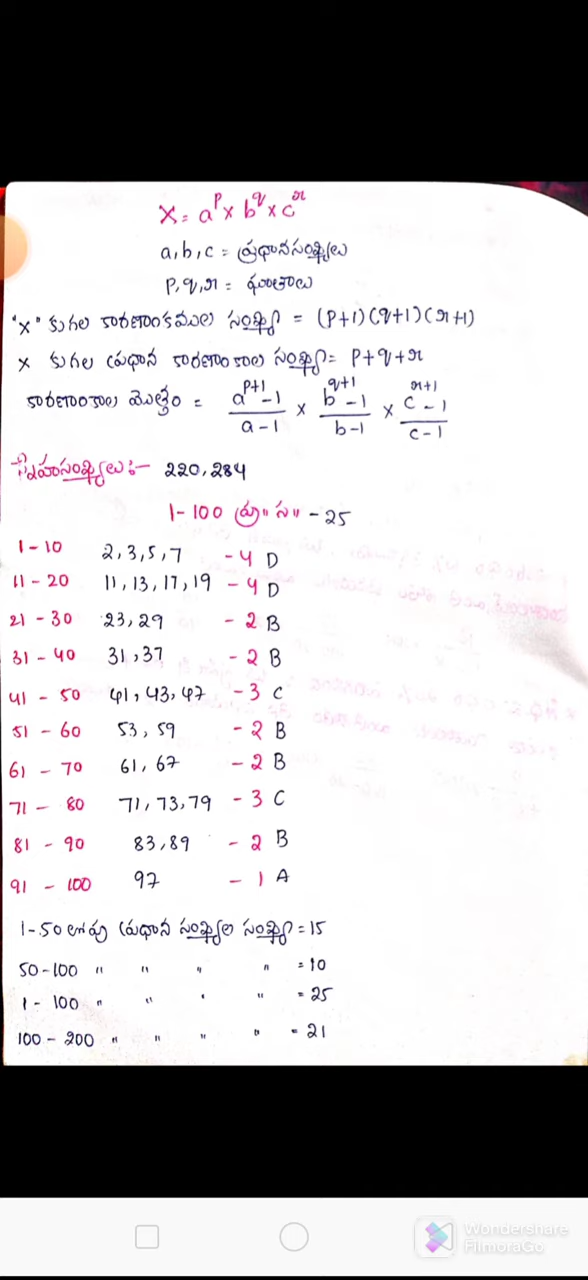 x = a^p × b^q × c^r
a, b, c = ప్రధానసంఖ్యలు
P, q, r = ఘాతాలు
"x" కుగల కారణాంకముల సంఖ్య = (P+1)(q+1)(r+1)
x కుగల ప్రధాన కారణాంకాల సంఖ్య = P+q+r
కారణాంకాల మొత్తం = a^(P+1) -1 / a-1 × b^(q+1) -1 / b-1 × c^(r+1) -1 / c-1
స్నేహసంఖ్యలు :- 220, 284
1-100 ప్ర" సం" - 25
1-10 2, 3, 5, 7 - 4 D
11-20 11, 13, 17, 19 - 4 D
21-30 23, 29 - 2 B
31-40 31, 37 - 2 B
41-50 41, 43, 47 - 3 C
51-60 53, 59 - 2 B
61-70 61, 67 - 2 B
71-80 71, 73, 79 - 3 C
81-90 83, 89 - 2 B
91-100 97 - 1 A
1-50 లోపు ప్రధాన సంఖ్యల సంఖ్య = 15
50-100 " " " " = 10
1-100 " " " " = 25
100-200 " " " " = 21
Wondershare
FilmoraGo